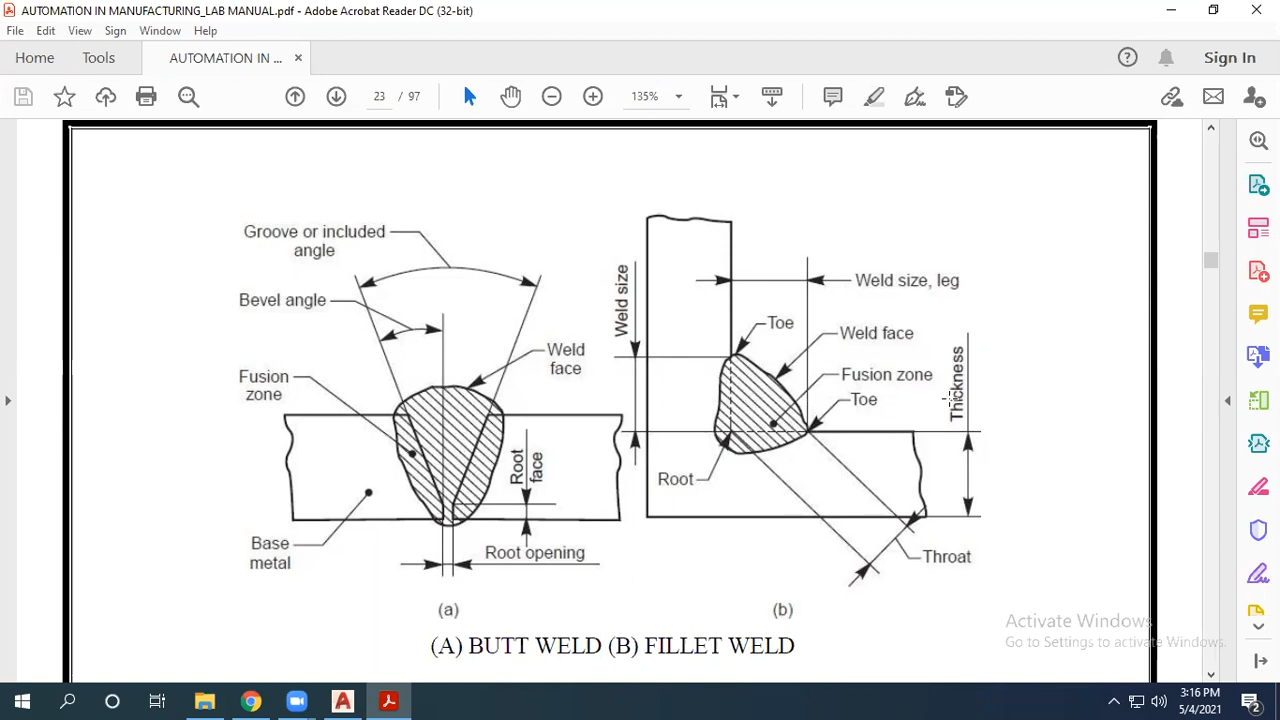 AUTOMATION IN MANUFACTURING_LAB MANUAL.pdf - Adobe Acrobat Reader DC (32-bit)
File Edit View Sign Window Help
Home Tools AUTOMATION IN ... Sign In
23 / 97 135%
Groove or included
angle
Bevel angle
Weld
face
Fusion
zone
Root
face
Base
metal
Root opening
(a)
Weld size
Weld size, leg
Toe
Weld face
Fusion zone
Toe
Thickness
Root
Throat
(b)
(A) BUTT WELD (B) FILLET WELD
Activate Windows
Go to Settings to activate Windows.
3:16 PM
5/4/2021
2